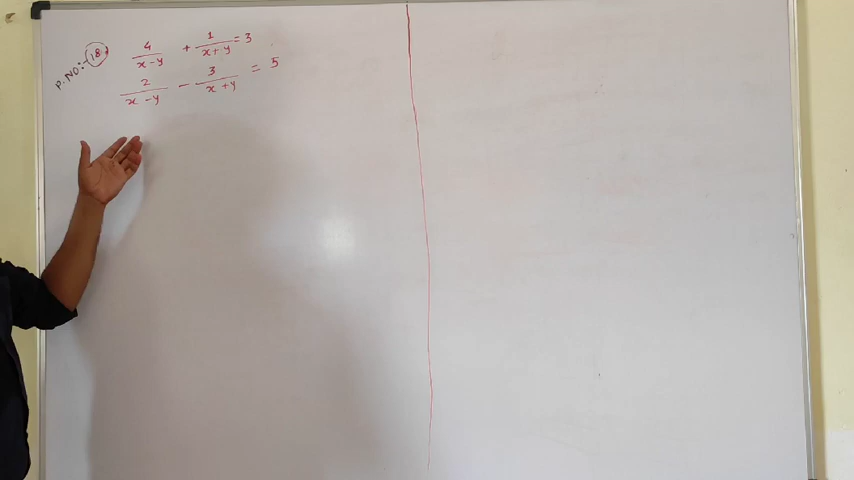 P. NO:- 18. 4/(x-y) + 1/(x+y) = 3
2/(x-y) - 3/(x+y) = 5